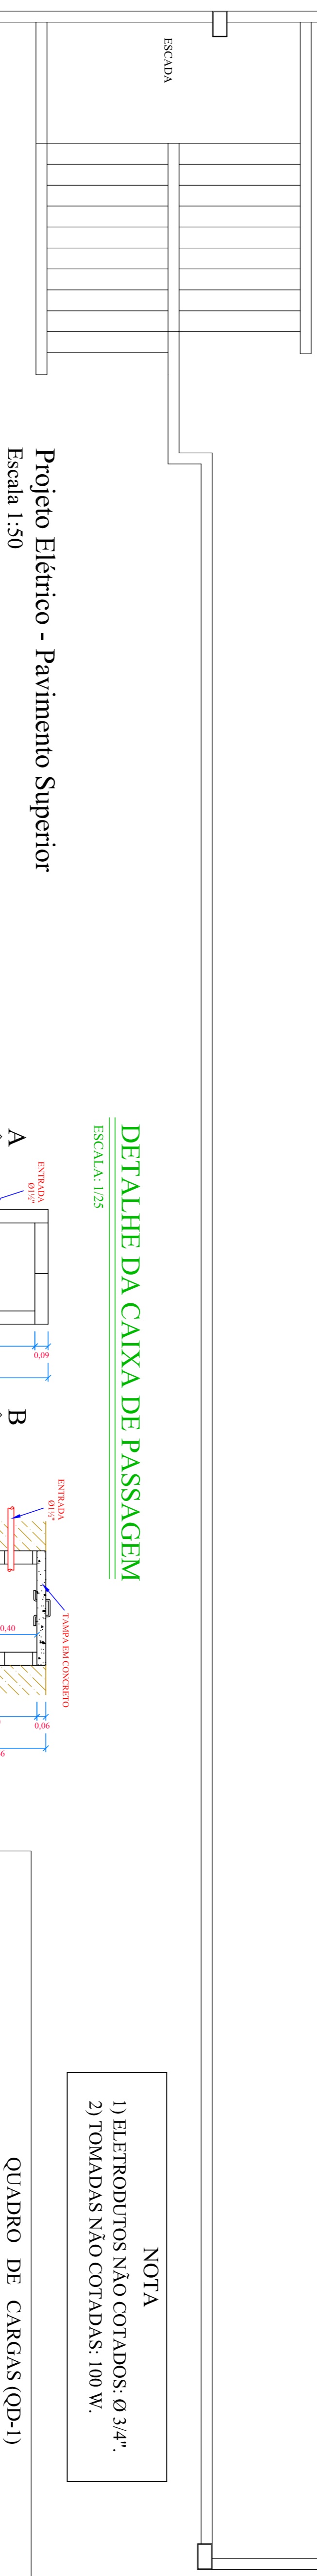 ESCADA
Projeto Elétrico - Pavimento Superior
Escala 1:50
DETALHE DA CAIXA DE PASSAGEM
ESCALA: 1/25
A
ENTRADA
Ø1½"
0,09
B
ENTRADA
Ø1½"
TAMPA EM CONCRETO
0,40
0,06
NOTA
1) ELETRODUTOS NÃO COTADOS: Ø 3/4".
2) TOMADAS NÃO COTADAS: 100 W.
QUADRO DE CARGAS (QD-1)